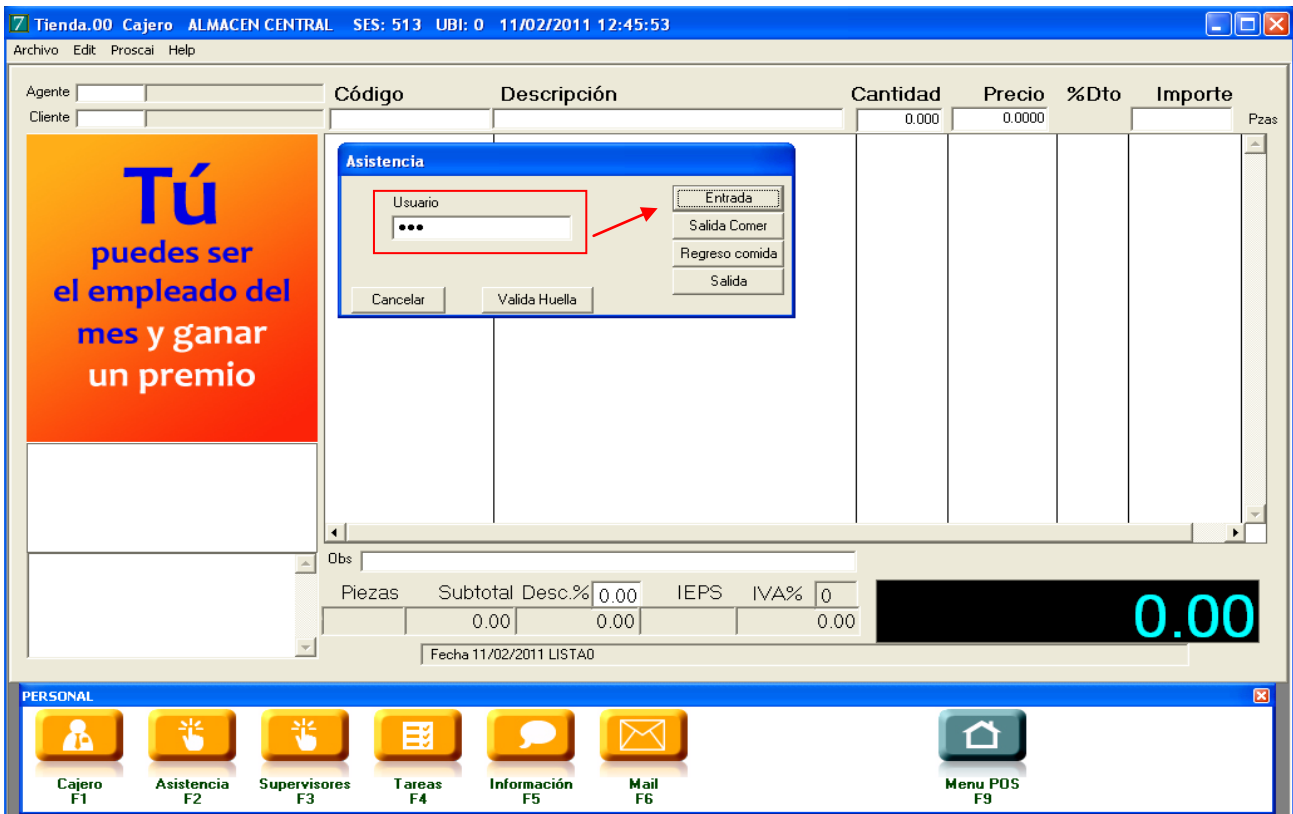 7 Tienda.00 Cajero ALMACEN CENTRAL SES: 513 UBI: 0 11/02/2011 12:45:53
Archivo Edit Proscai Help
Agente
Cliente
Código Descripción Cantidad Precio %Dto Importe
0.000 0.0000 Pzas
Tú
puedes ser
el empleado del
mes y ganar
un premio
Asistencia
Usuario
•••
Entrada
Salida Comer
Regreso comida
Salida
Cancelar Valida Huella
Obs
Piezas Subtotal Desc.% 0.00 IEPS IVA% 0
0.00 0.00 0.00
0.00
Fecha 11/02/2011 LISTA0
PERSONAL
Cajero Asistencia Supervisores Tareas Información Mail Menu POS
F1 F2 F3 F4 F5 F6 F9